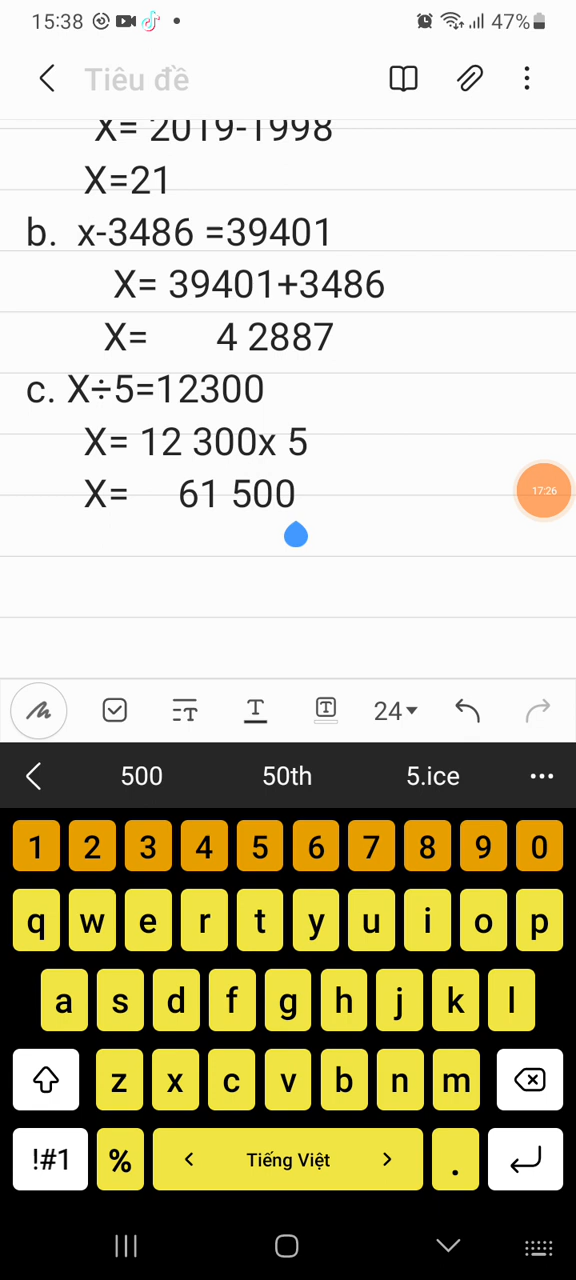 15:38 47%
Tiêu đề
X= 2019-1998
X=21
b. x-3486 =39401
X= 39401+3486
X= 4 2887
c. X÷5=12300
X= 12 300x 5
X= 61 500
17:26
T T T 24
500 50th 5.ice
1 2 3 4 5 6 7 8 9 0
q w e r t y u i o p
a s d f g h j k l
z x c v b n m
!#1 % < Tiếng Việt > .